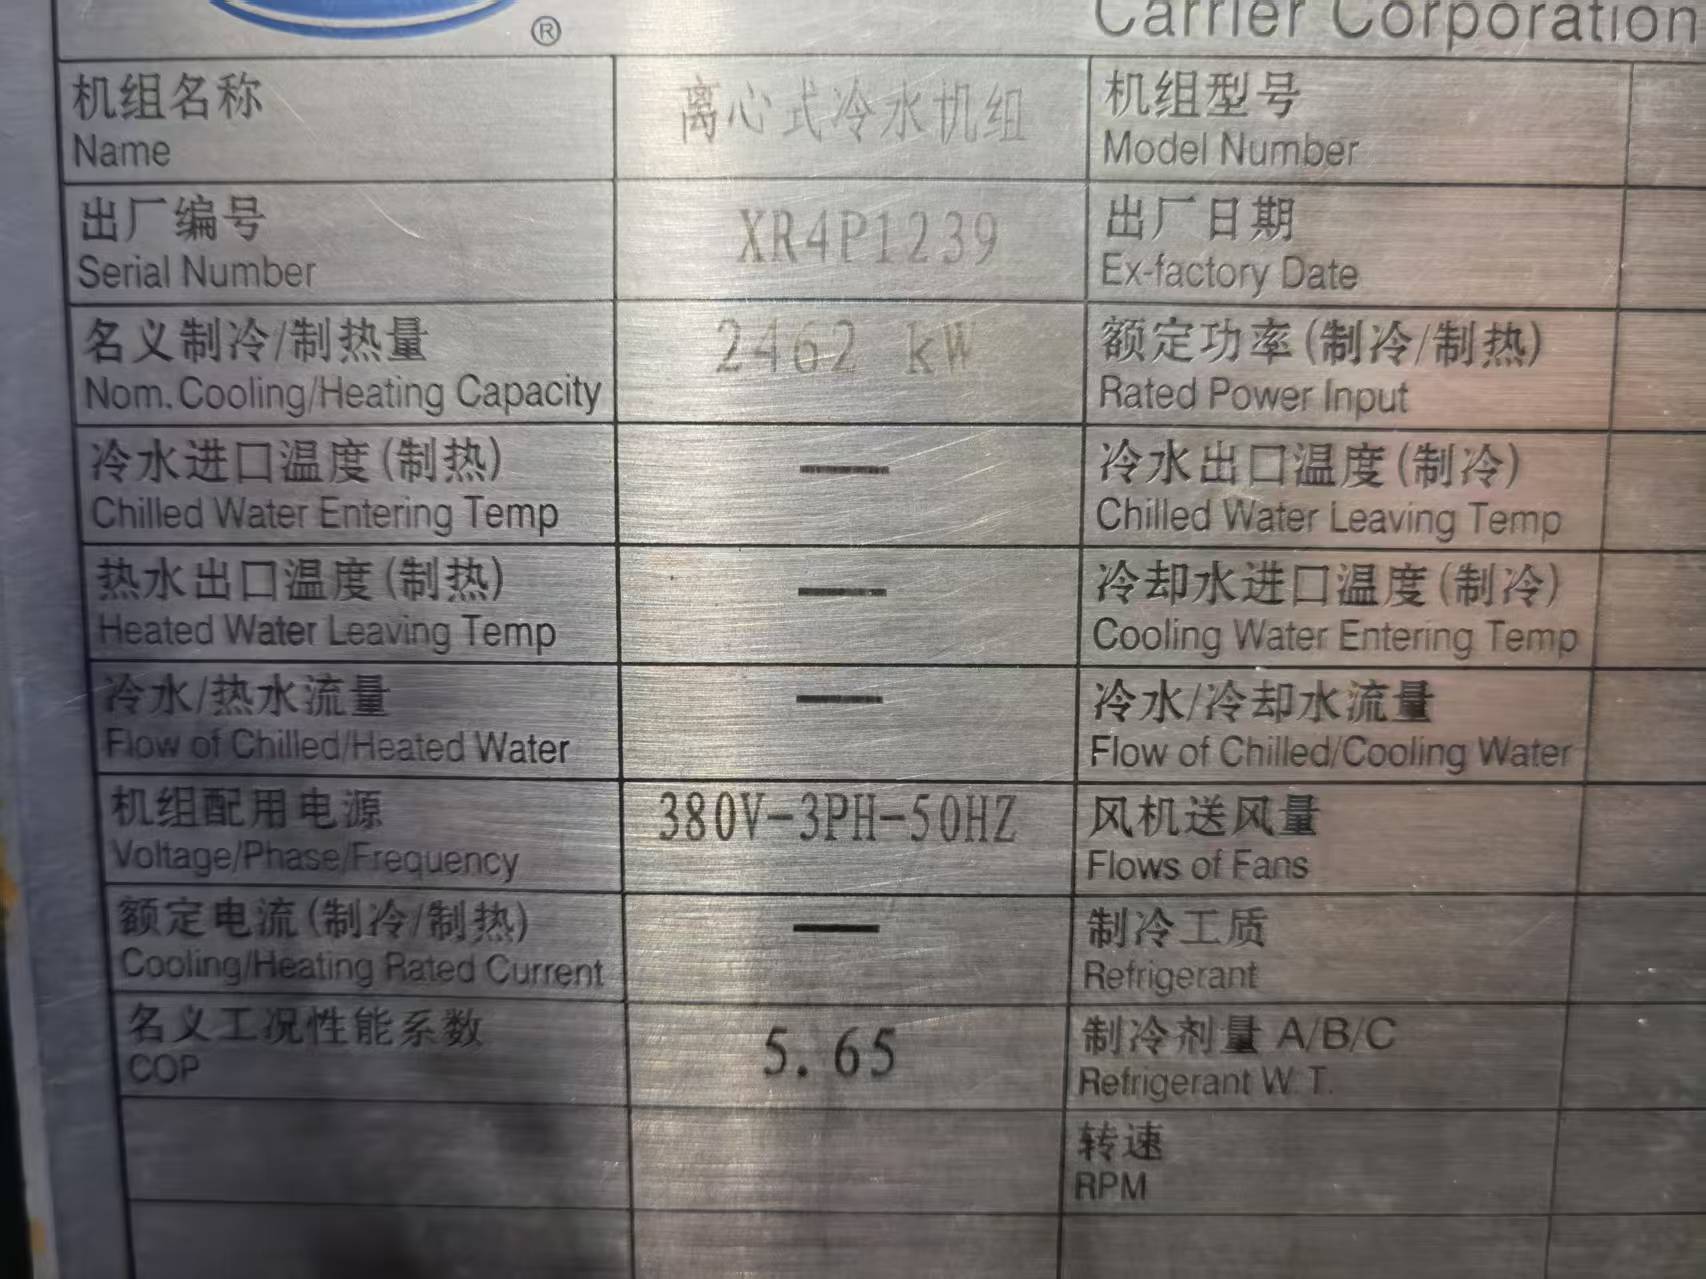 ®
Carrier Corporation
机组名称
Name
离心式冷水机组
机组型号
Model Number
出厂编号
Serial Number
XR4P1239
出厂日期
Ex-factory Date
名义制冷/制热量
Nom. Cooling/Heating Capacity
2462 kW
额定功率(制冷/制热)
Rated Power Input
冷水进口温度(制热)
Chilled Water Entering Temp
—
冷水出口温度(制冷)
Chilled Water Leaving Temp
热水出口温度(制热)
Heated Water Leaving Temp
—
冷却水进口温度(制冷)
Cooling Water Entering Temp
冷水/热水流量
Flow of Chilled/Heated Water
—
冷水/冷却水流量
Flow of Chilled/Cooling Water
机组配用电源
Voltage/Phase/Frequency
380V-3PH-50HZ
风机送风量
Flows of Fans
额定电流(制冷/制热)
Cooling/Heating Rated Current
—
制冷工质
Refrigerant
名义工况性能系数
COP
5.65
制冷剂量 A/B/C
Refrigerant W.T.
转速
RPM